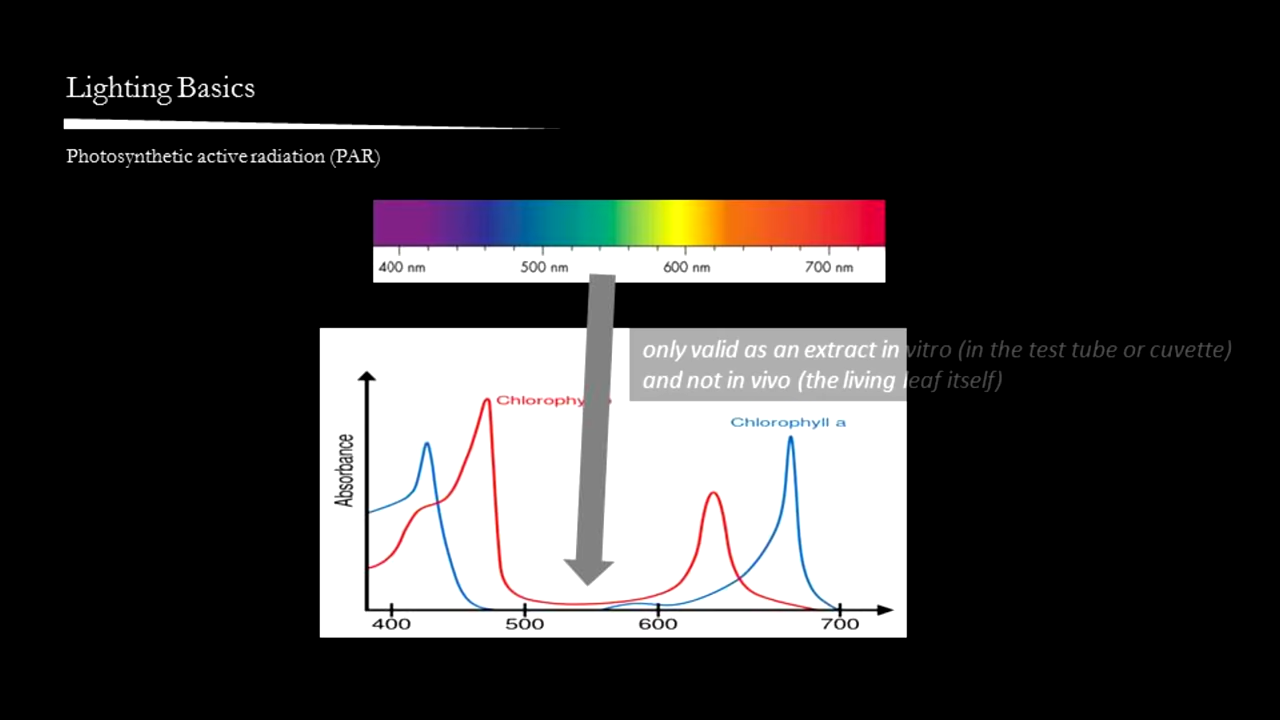 Lighting Basics
Photosynthetic active radiation (PAR)
400 nm 500 nm 600 nm 700 nm
only valid as an extract in vitro (in the test tube or cuvette)
and not in vivo (the living leaf itself)
Chlorophyll a
Absorbance
400 500 600 700